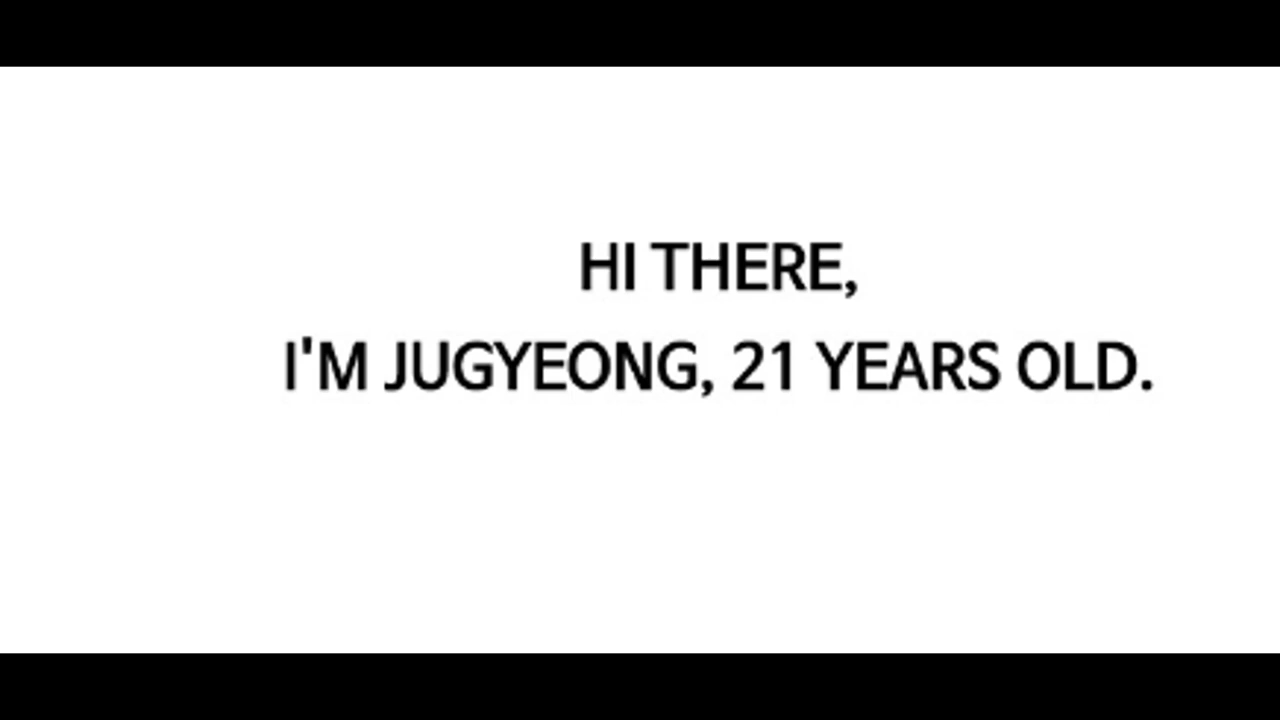 HI THERE,
I'M JUGYEONG, 21 YEARS OLD.